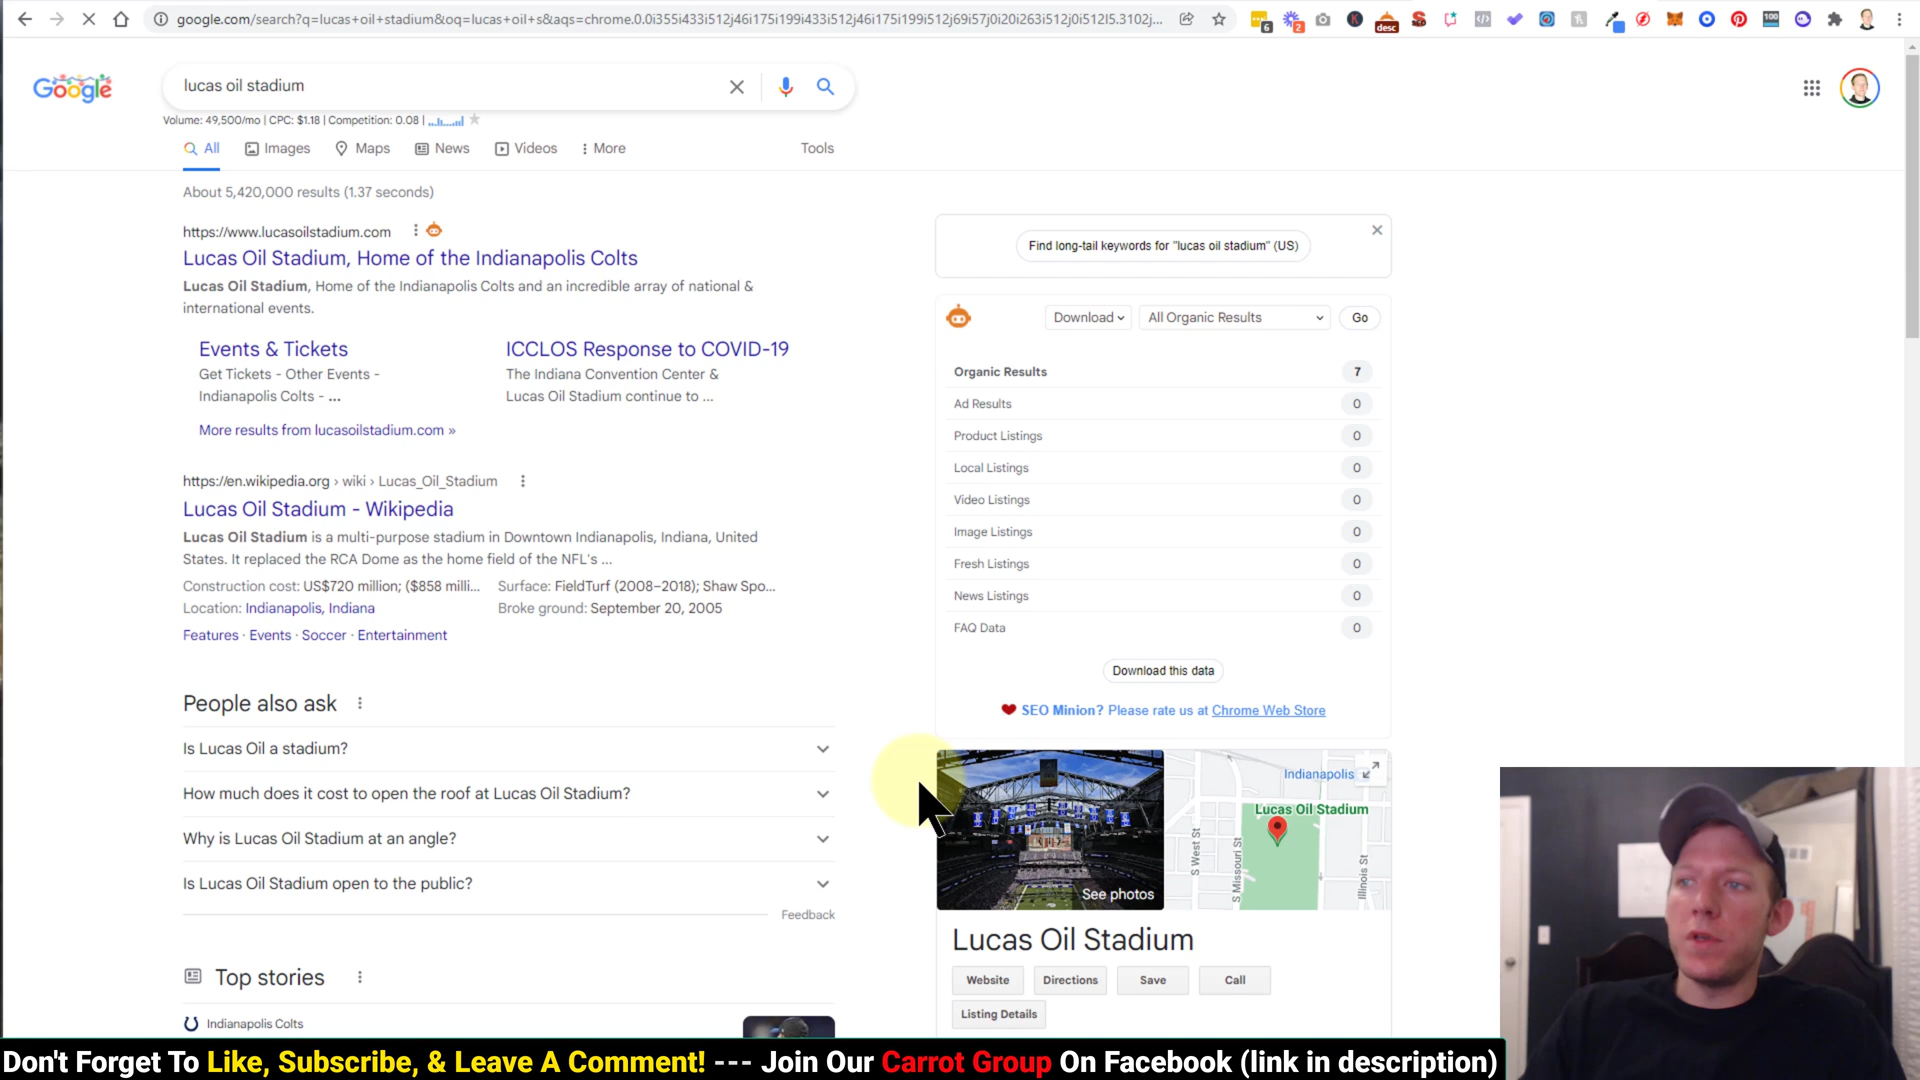 google.com/search?q=lucas+oil+stadium&oq=lucas+oil+s&aqs=chrome.0.0i355i433i512j46i175i199i433i512j46i175i199i512j69i57j0i20i263i512j0i512l5.3102j...
6
2
desc
100
Google
lucas oil stadium
Volume: 49,500/mo | CPC: $1.18 | Competition: 0.08 |
All
Images
Maps
News
Videos
More
Tools
About 5,420,000 results (1.37 seconds)
https://www.lucasoilstadium.com
Lucas Oil Stadium, Home of the Indianapolis Colts
Lucas Oil Stadium, Home of the Indianapolis Colts and an incredible array of national &
international events.
Events & Tickets
Get Tickets - Other Events -
Indianapolis Colts - ...
ICCLOS Response to COVID-19
The Indiana Convention Center &
Lucas Oil Stadium continue to ...
More results from lucasoilstadium.com »
https://en.wikipedia.org › wiki › Lucas_Oil_Stadium
Lucas Oil Stadium - Wikipedia
Lucas Oil Stadium is a multi-purpose stadium in Downtown Indianapolis, Indiana, United
States. It replaced the RCA Dome as the home field of the NFL's ...
Construction cost: US$720 million; ($858 milli...
Surface: FieldTurf (2008–2018); Shaw Spo...
Location: Indianapolis, Indiana
Broke ground: September 20, 2005
Features · Events · Soccer · Entertainment
People also ask
Is Lucas Oil a stadium?
How much does it cost to open the roof at Lucas Oil Stadium?
Why is Lucas Oil Stadium at an angle?
Is Lucas Oil Stadium open to the public?
Feedback
Top stories
Indianapolis Colts
Find long-tail keywords for "lucas oil stadium" (US)
Download
All Organic Results
Go
Organic Results 7
Ad Results 0
Product Listings 0
Local Listings 0
Video Listings 0
Image Listings 0
Fresh Listings 0
News Listings 0
FAQ Data 0
Download this data
SEO Minion? Please rate us at Chrome Web Store
See photos
Indianapolis
Lucas Oil Stadium
S West St
S Missouri St
Illinois St
Lucas Oil Stadium
Website
Directions
Save
Call
Listing Details
Don't Forget To Like, Subscribe, & Leave A Comment! --- Join Our Carrot Group On Facebook (link in description)